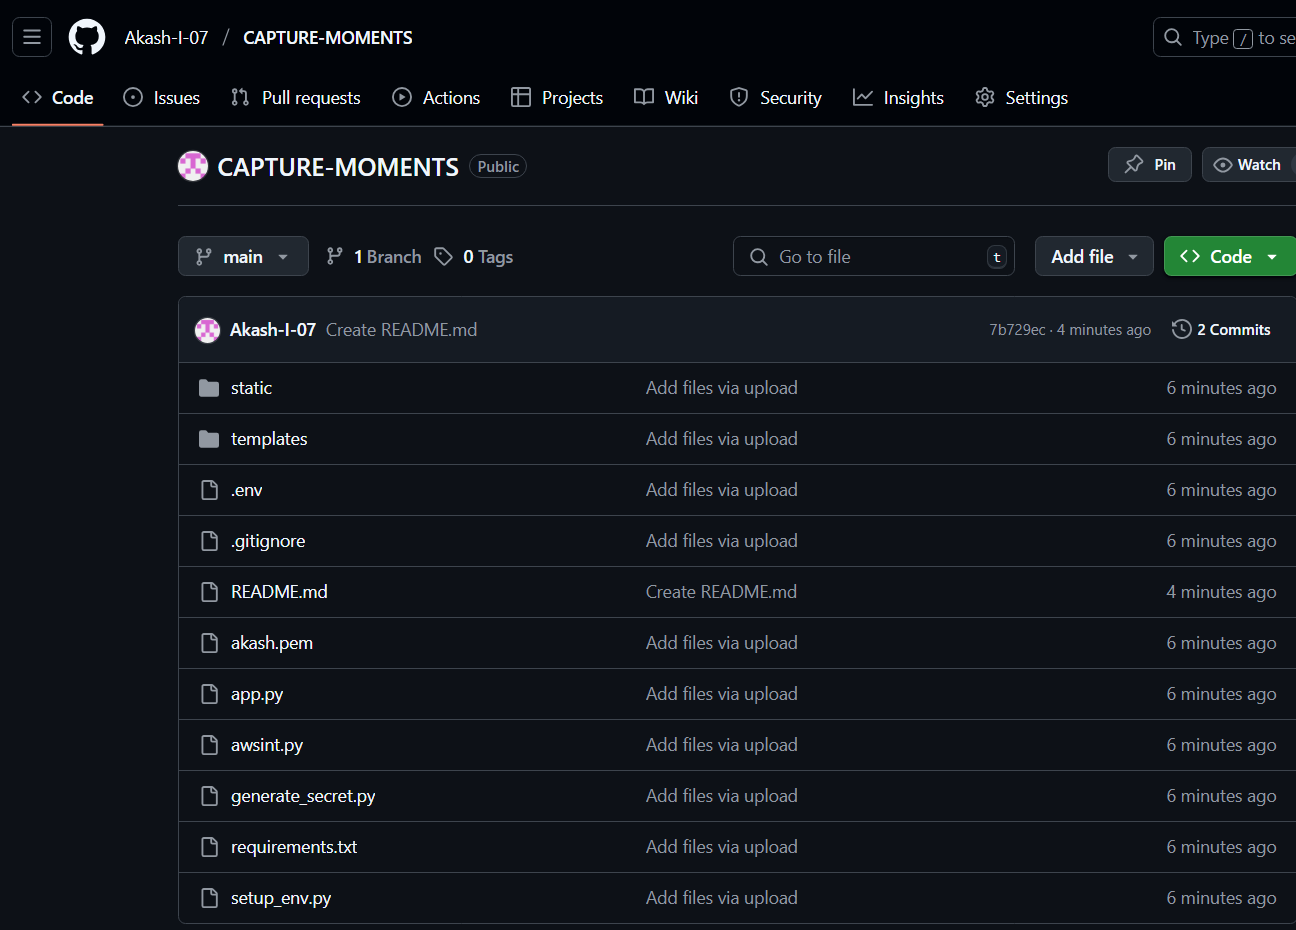 Akash-I-07 / CAPTURE-MOMENTS
Type / to se
Code Issues Pull requests Actions Projects Wiki Security Insights Settings
CAPTURE-MOMENTS Public
Pin Watch
main 1 Branch 0 Tags
Go to file t
Add file Code
Akash-I-07 Create README.md 7b729ec · 4 minutes ago 2 Commits
static Add files via upload 6 minutes ago
templates Add files via upload 6 minutes ago
.env Add files via upload 6 minutes ago
.gitignore Add files via upload 6 minutes ago
README.md Create README.md 4 minutes ago
akash.pem Add files via upload 6 minutes ago
app.py Add files via upload 6 minutes ago
awsint.py Add files via upload 6 minutes ago
generate_secret.py Add files via upload 6 minutes ago
requirements.txt Add files via upload 6 minutes ago
setup_env.py Add files via upload 6 minutes ago